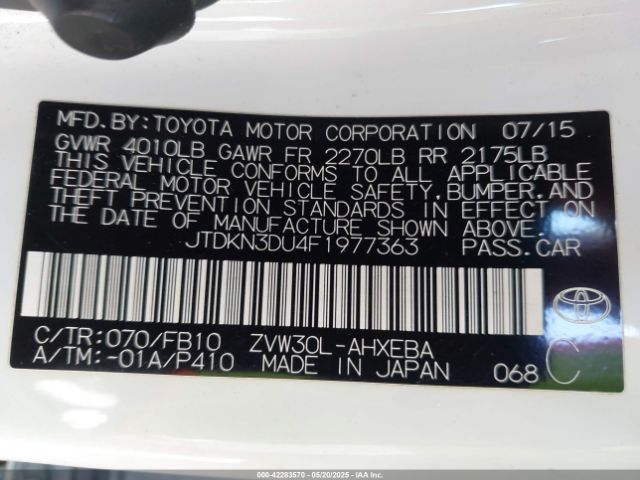 MFD. BY: TOYOTA MOTOR CORPORATION 07/15
GVWR 4010LB GAWR FR 2270LB RR 2175LB
THIS VEHICLE CONFORMS TO ALL APPLICABLE
FEDERAL MOTOR VEHICLE SAFETY, BUMPER, AND
THEFT PREVENTION STANDARDS IN EFFECT ON
THE DATE OF MANUFACTURE SHOWN ABOVE.
JTDKN3DU4F1977363 PASS. CAR
C/TR: 070/FB10 ZVW30L-AHXEBA
A/TM: -01A/P410 MADE IN JAPAN 068 C
000-42283570 - 05/20/2025 - IAAI.COM